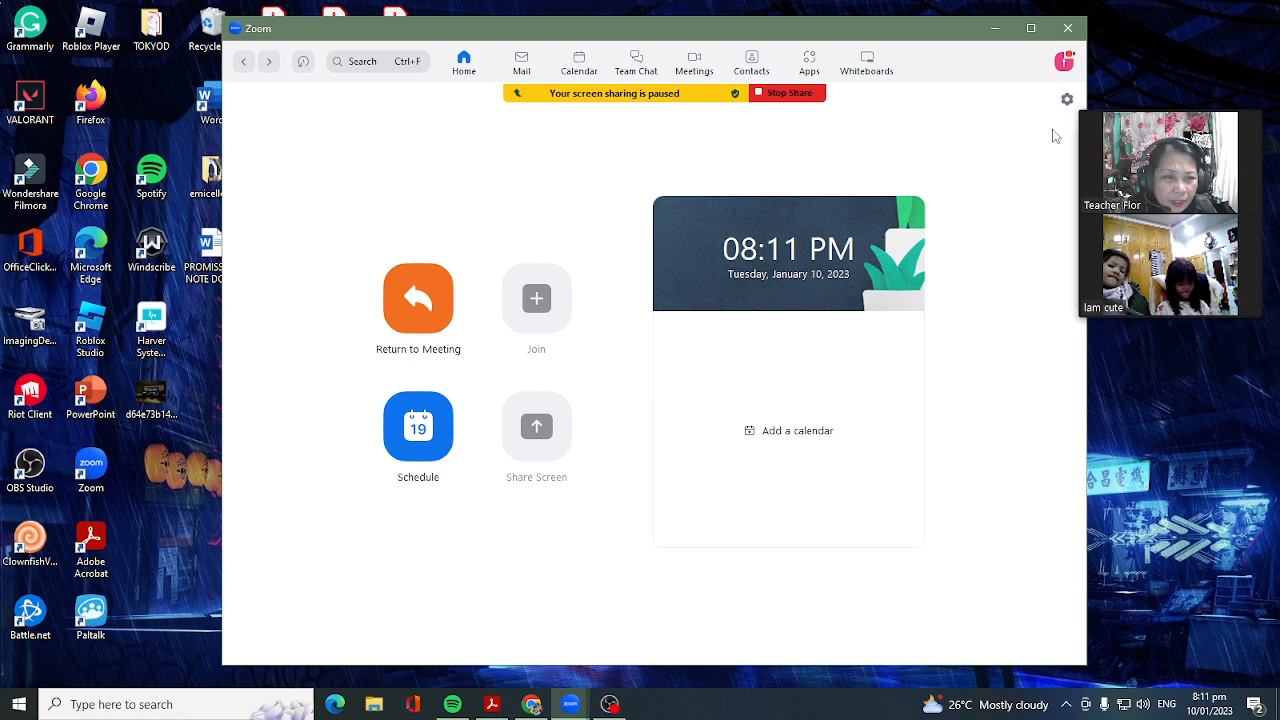 Grammarly
Roblox Player
TOKYOD
Recycle
VALORANT
Firefox
Word
Wondershare
Filmora
Google
Chrome
Spotify
emicelle
OfficeClick...
Microsoft
Edge
Windscribe
PROMISS
NOTE DO
ImagingDe...
Roblox
Studio
Harver
Syste...
Riot Client
PowerPoint
d64e73b14...
OBS Studio
Zoom
ClownfishV...
Adobe
Acrobat
Battle.net
Paltalk
Zoom
Search Ctrl+F
Home
Mail
Calendar
Team Chat
Meetings
Contacts
Apps
Whiteboards
Your screen sharing is paused
Stop Share
08:11 PM
Tuesday, January 10, 2023
Return to Meeting
Join
19
Schedule
Share Screen
Add a calendar
Teacher Flor
Iam cute
Type here to search
26°C Mostly cloudy
ENG
8:11 pm
10/01/2023
2